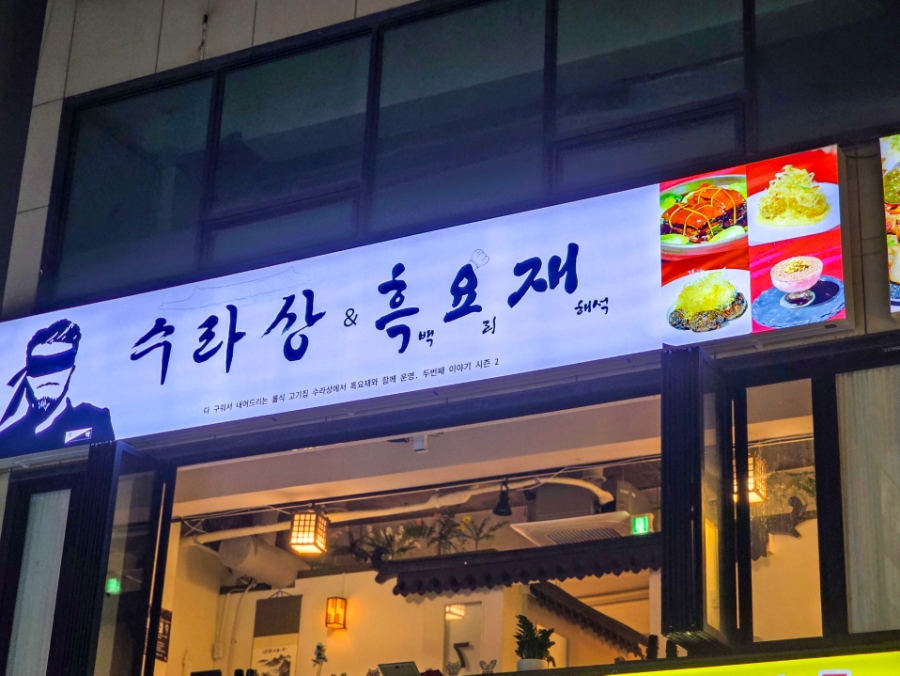 수라상 & 흑요재
백리해석
다 구워서 내어드리는 룸식 고기집 수라상에서 흑요재와 함께 운영. 두번째 이야기 시즌 2